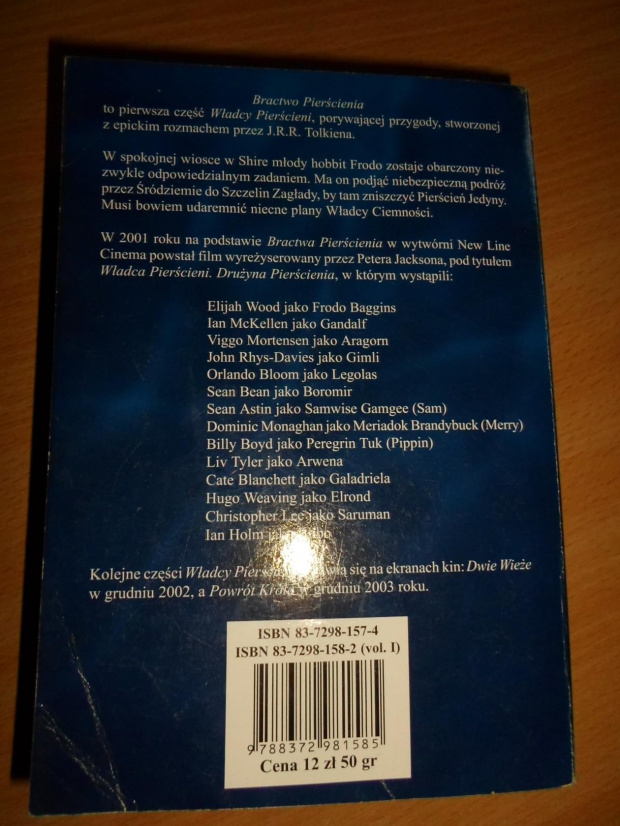 Bractwo Pierścienia
to pierwsza część Władcy Pierścieni, porywającej przygody, stworzonej
z epickim rozmachem przez J.R.R. Tolkiena.
W spokojnej wiosce w Shire młody hobbit Frodo zostaje obarczony nie-
zwykle odpowiedzialnym zadaniem. Ma on podjąć niebezpieczną podróż
przez Śródziemie do Szczelin Zagłady, by tam zniszczyć Pierścień Jedyny.
Musi bowiem udaremnić niecne plany Władcy Ciemności.
W 2001 roku na podstawie Bractwa Pierścienia w wytwórni New Line
Cinema powstał film wyreżyserowany przez Petera Jacksona, pod tytułem
Władca Pierścieni. Drużyna Pierścienia, w którym wystąpili:
Elijah Wood jako Frodo Baggins
Ian McKellen jako Gandalf
Viggo Mortensen jako Aragorn
John Rhys-Davies jako Gimli
Orlando Bloom jako Legolas
Sean Bean jako Boromir
Sean Astin jako Samwise Gamgee (Sam)
Dominic Monaghan jako Meriadok Brandybuck (Merry)
Billy Boyd jako Peregrin Tuk (Pippin)
Liv Tyler jako Arwena
Cate Blanchett jako Galadriela
Hugo Weaving jako Elrond
Christopher Lee jako Saruman
Ian Holm
Kolejne części Władcy się na ekranach kin: Dwie Wieże
w grudniu 2002, a Powrót Króla w grudniu 2003 roku.
ISBN 83-7298-157-4
ISBN 83-7298-158-2 (vol. I)
9 788372 981585
Cena 12 zł 50 gr